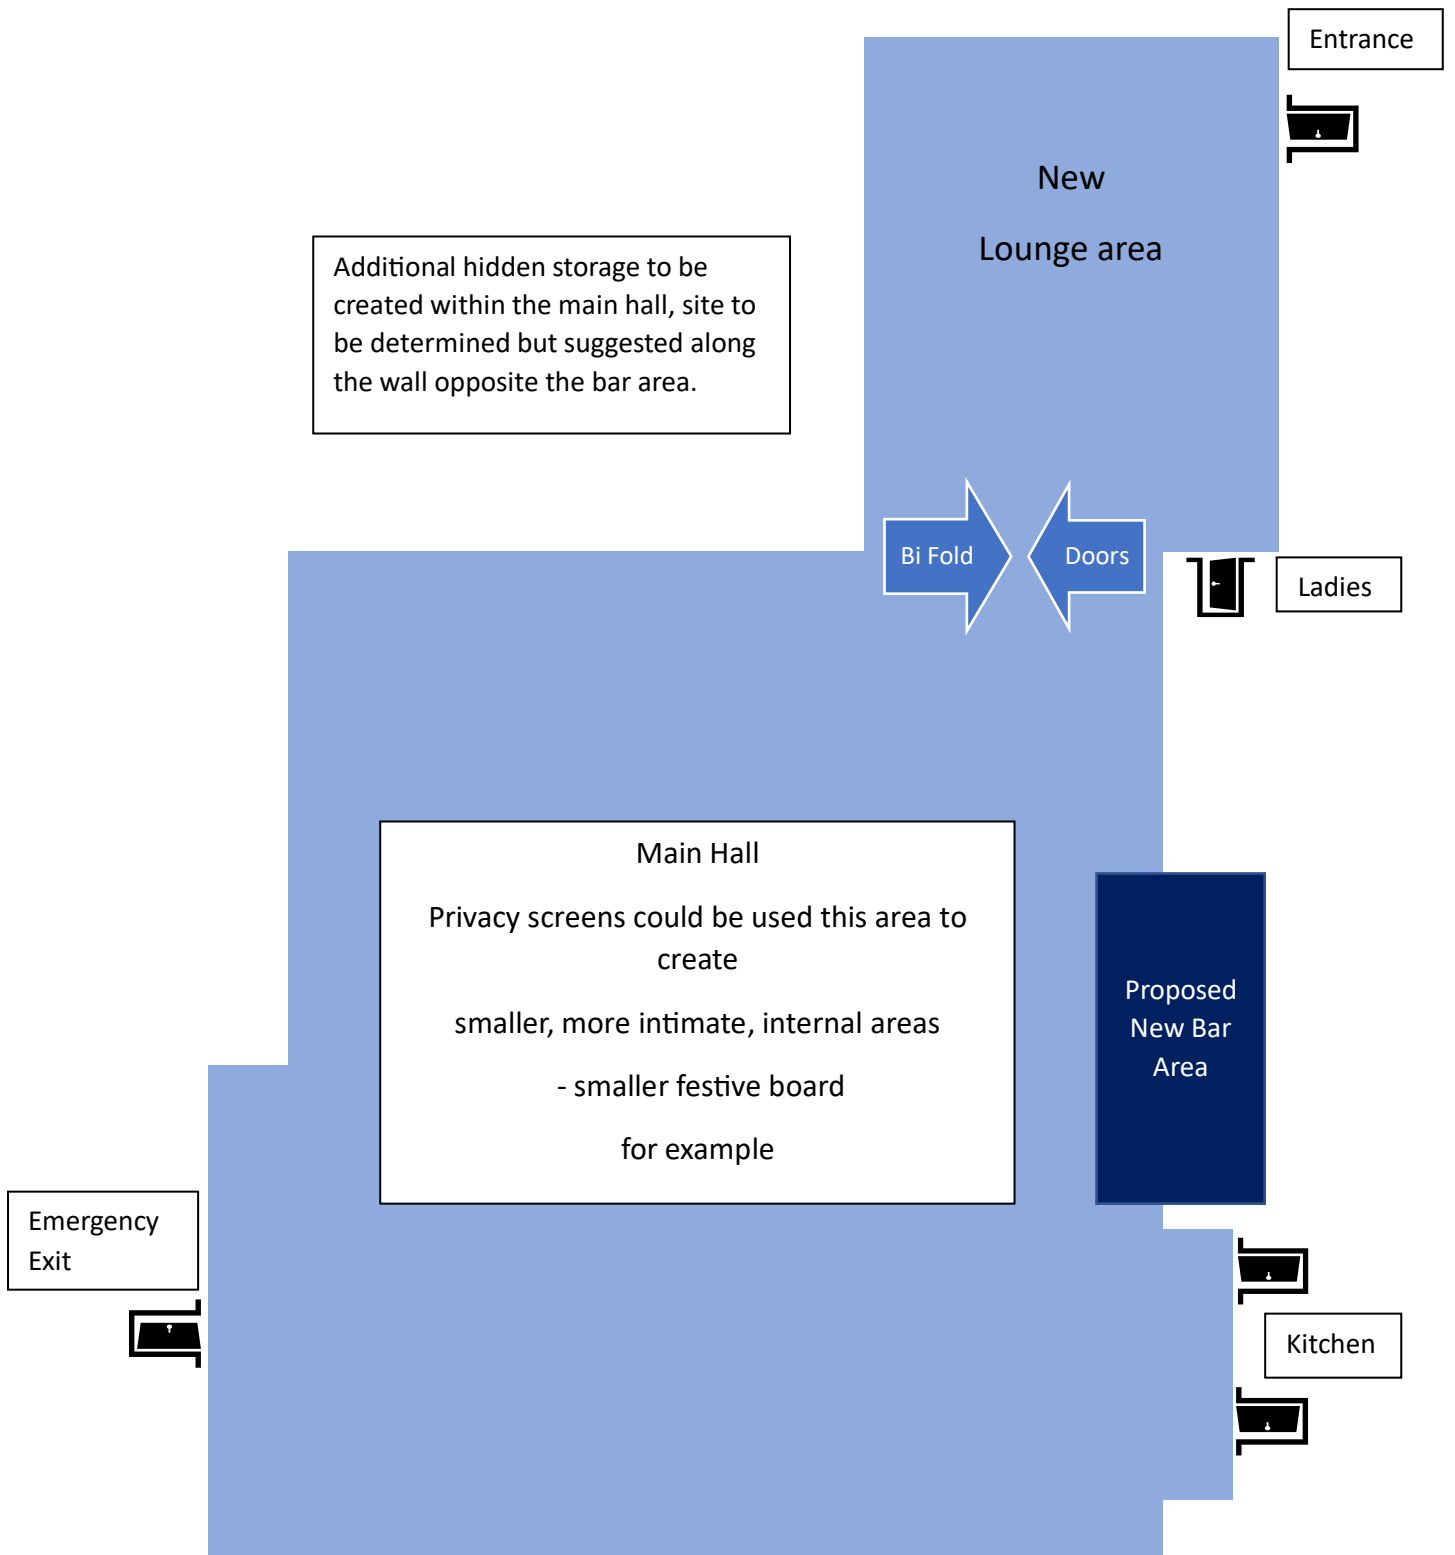 Entrance
New
Lounge area
Additional hidden storage to be
created within the main hall, site to
be determined but suggested along
the wall opposite the bar area.
Bi Fold
Doors
Ladies
Main Hall
Privacy screens could be used this area to
create
smaller, more intimate, internal areas
- smaller festive board
for example
Proposed
New Bar
Area
Emergency
Exit
Kitchen